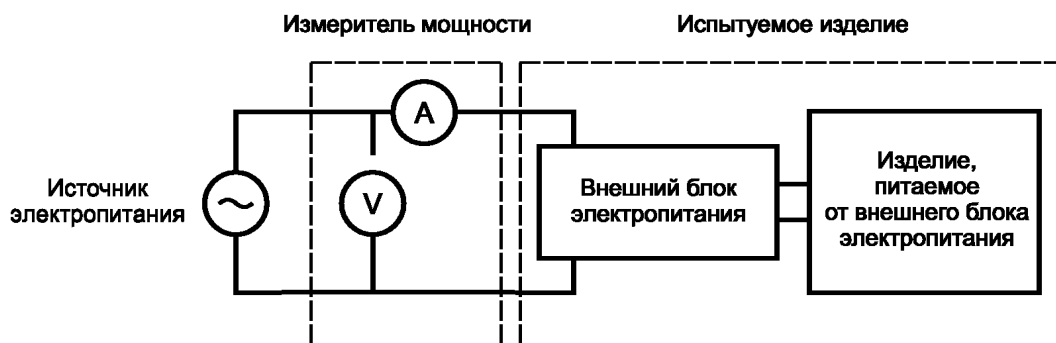 Измеритель мощности
Испытуемое изделие
A
V
Источник
электропитания
Внешний блок
электропитания
Изделие,
питаемое
от внешнего блока
электропитания